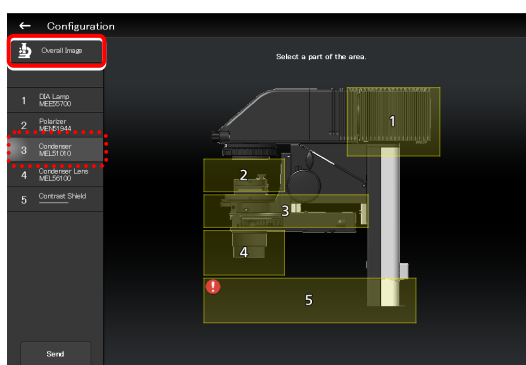 ← Configuration
Overall Image
Select a part of the area.
1 DIA Lamp
MEE55700
2 Polarizer
MEN51944
3 Condenser
MEL51010
4 Condenser Lens
MEL56100
5 Contrast Shield
1
2
3
4
!
5
Send